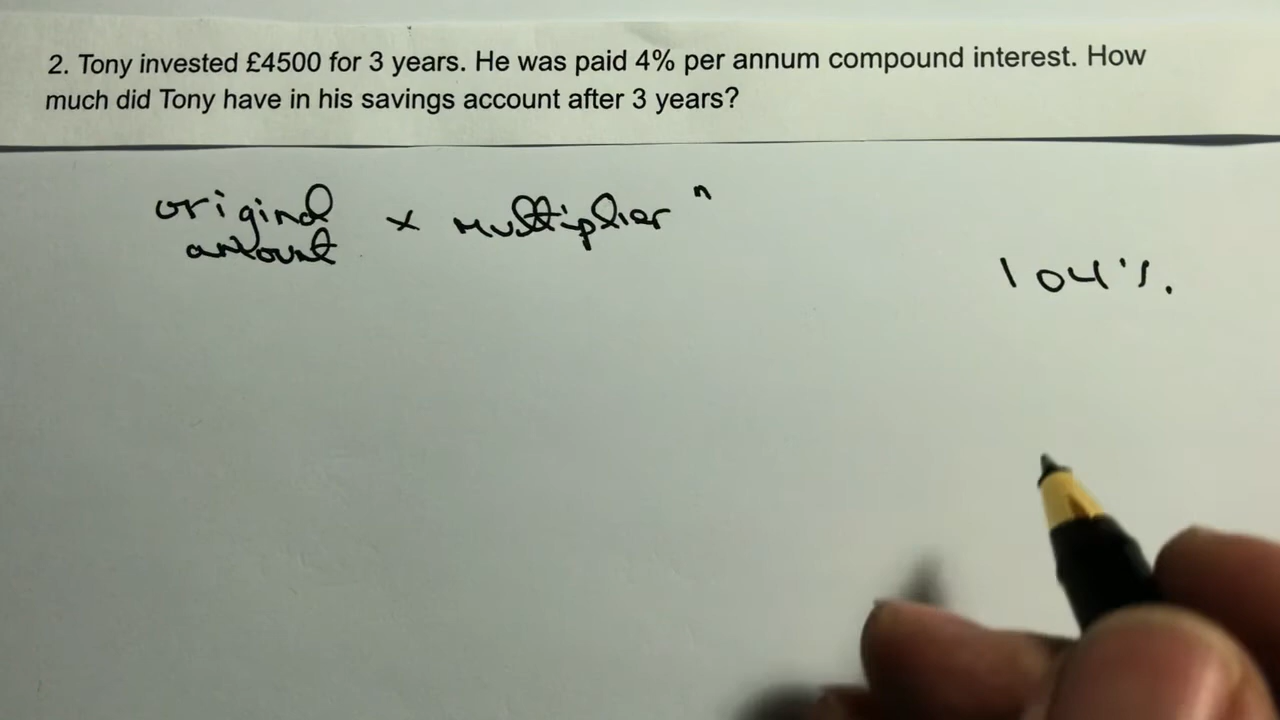 2. Tony invested £4500 for 3 years. He was paid 4% per annum compound interest. How
much did Tony have in his savings account after 3 years?
original × multiplier ⁿ
amount
104%.